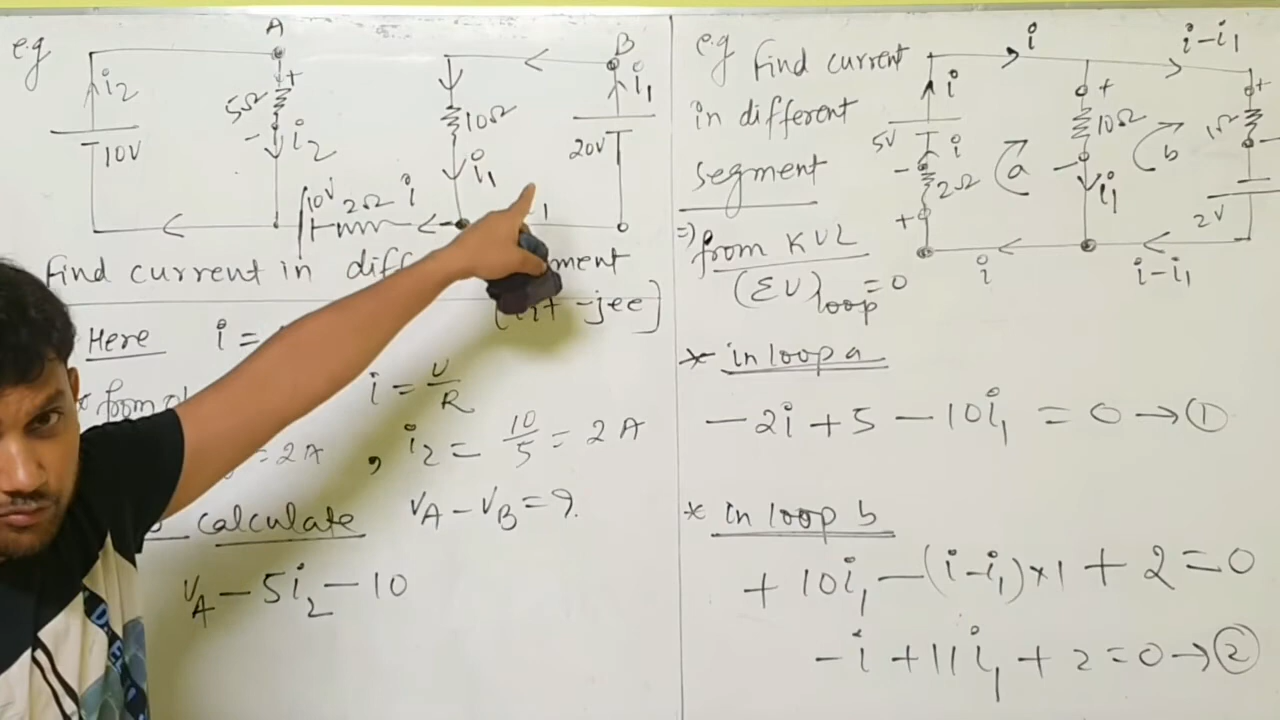 e.g
A
B
i₂
+
5Ω
-
i₂
10V
10Ω
i₁
i₁
20V
10V
2Ω
i
Find current in diff
ment
-jee]
Here i =
i = V/R
= 2A , i₂ = 10/5 = 2 A
calculate V_A - V_B = ?
V_A - 5i₂ - 10
e.g Find current
in different
segment
i
i-i₁
i
5V
i
-
2Ω
+
a
+
10Ω
-
i₁
b
+
1Ω
-
2V
i
i-i₁
=) from KVL
(ΣV)loop = 0
* in loop a
-2i + 5 - 10i₁ = 0 → ①
* in loop b
+ 10i₁ - (i-i₁)×1 + 2 = 0
-i + 11i₁ + 2 = 0 → ②